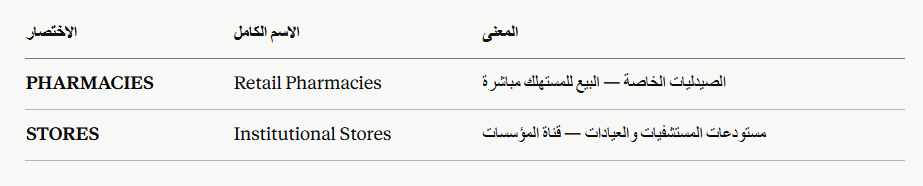 الاختصار الاسم الكامل المعنى
PHARMACIES Retail Pharmacies الصيدليات الخاصة — البيع للمستهلك مباشرة
STORES Institutional Stores مستودعات المستشفيات والعيادات — قناة المؤسسات